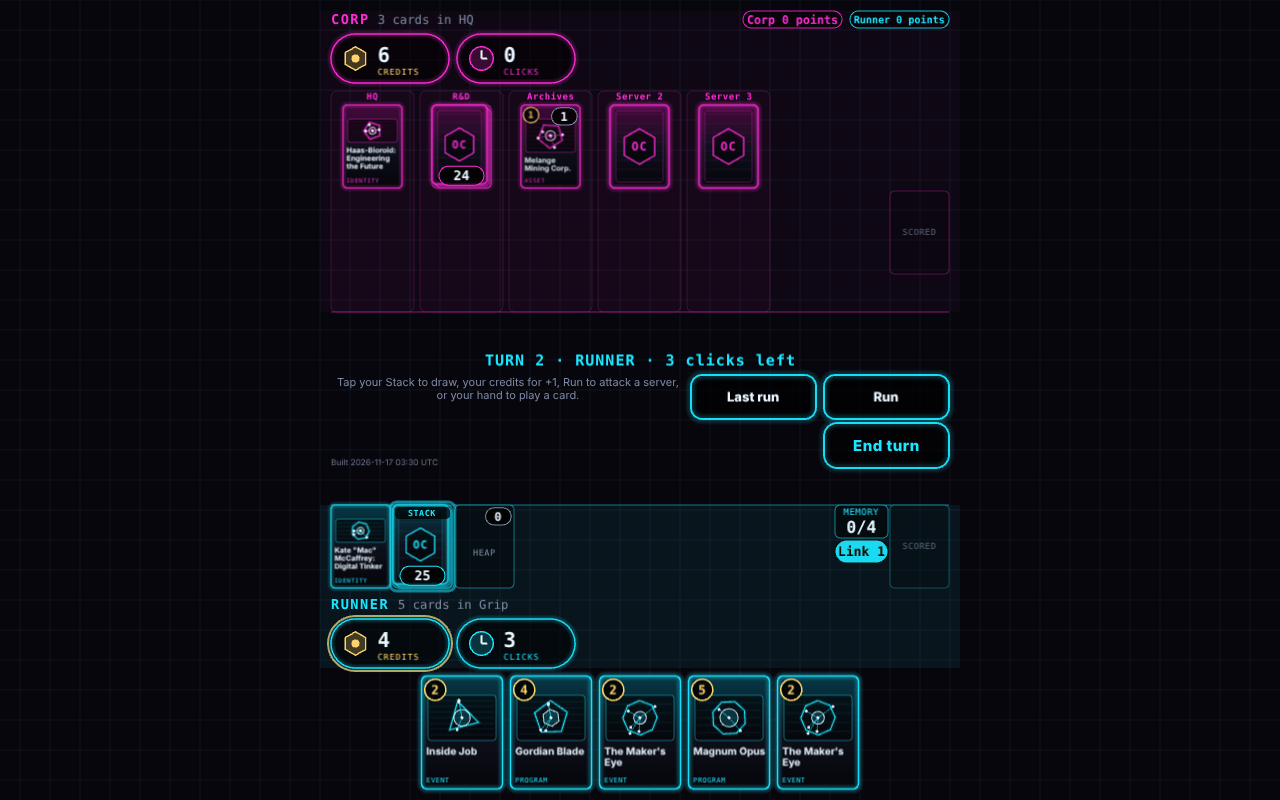 CORP 3 cards in HQ
Corp 0 points
Runner 0 points
6
CREDITS
0
CLICKS
HQ
R&D
Archives
Server 2
Server 3
Haas-Bioroid:
Engineering
the Future
IDENTITY
OC
24
1
1
Melange
Mining Corp.
ASSET
OC
OC
SCORED
TURN 2 · RUNNER · 3 clicks left
Tap your Stack to draw, your credits for +1, Run to attack a server,
or your hand to play a card.
Last run
Run
End turn
Built 2026-11-17 03:30 UTC
Kate "Mac"
McCaffrey:
Digital Tinker
IDENTITY
STACK
OC
25
0
HEAP
MEMORY
0/4
Link 1
SCORED
RUNNER 5 cards in Grip
4
CREDITS
3
CLICKS
2
Inside Job
EVENT
4
Gordian Blade
PROGRAM
2
The Maker's
Eye
EVENT
5
Magnum Opus
PROGRAM
2
The Maker's
Eye
EVENT